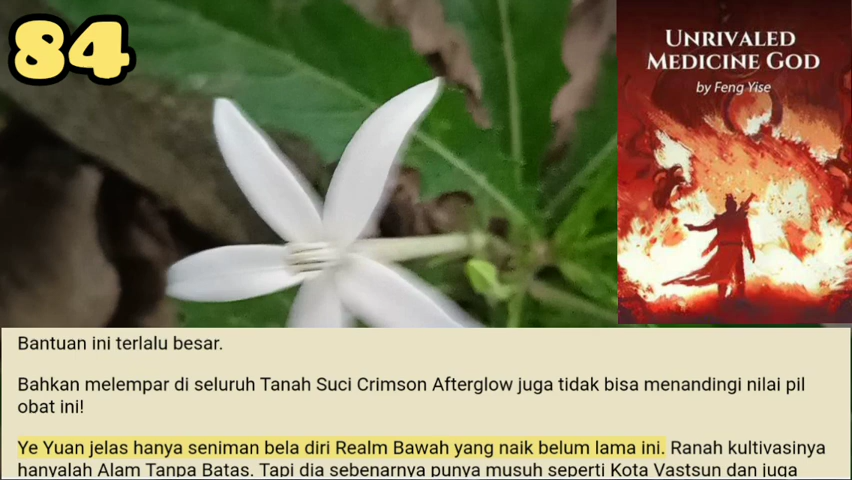 84
UNRIVALED
MEDICINE GOD
by Feng Yise
Bantuan ini terlalu besar.
Bahkan melempar di seluruh Tanah Suci Crimson Afterglow juga tidak bisa menandingi nilai pil
obat ini!
Ye Yuan jelas hanya seniman bela diri Realm Bawah yang naik belum lama ini. Ranah kultivasinya
hanyalah Alam Tanpa Batas. Tapi dia sebenarnya punya musuh seperti Kota Vastsun dan juga